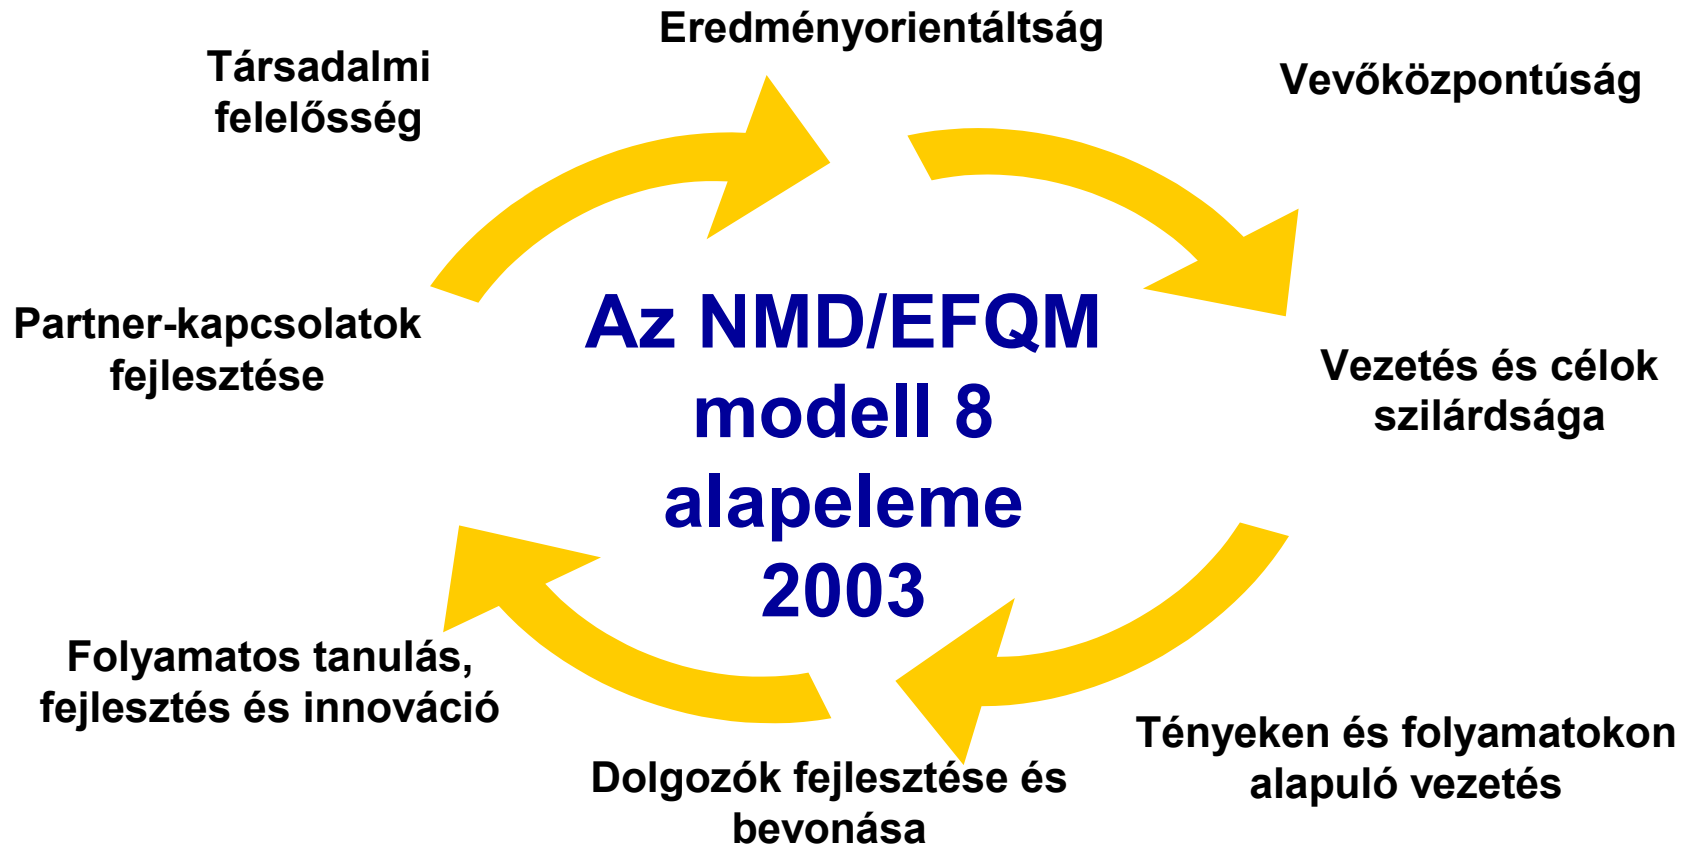 Eredményorientáltság
Társadalmi
felelősség
Vevőközpontúság
Partner-kapcsolatok
fejlesztése
Az NMD/EFQM
modell 8
alapeleme
2003
Vezetés és célok
szilárdsága
Folyamatos tanulás,
fejlesztés és innováció
Dolgozók fejlesztése és
bevonása
Tényeken és folyamatokon
alapuló vezetés